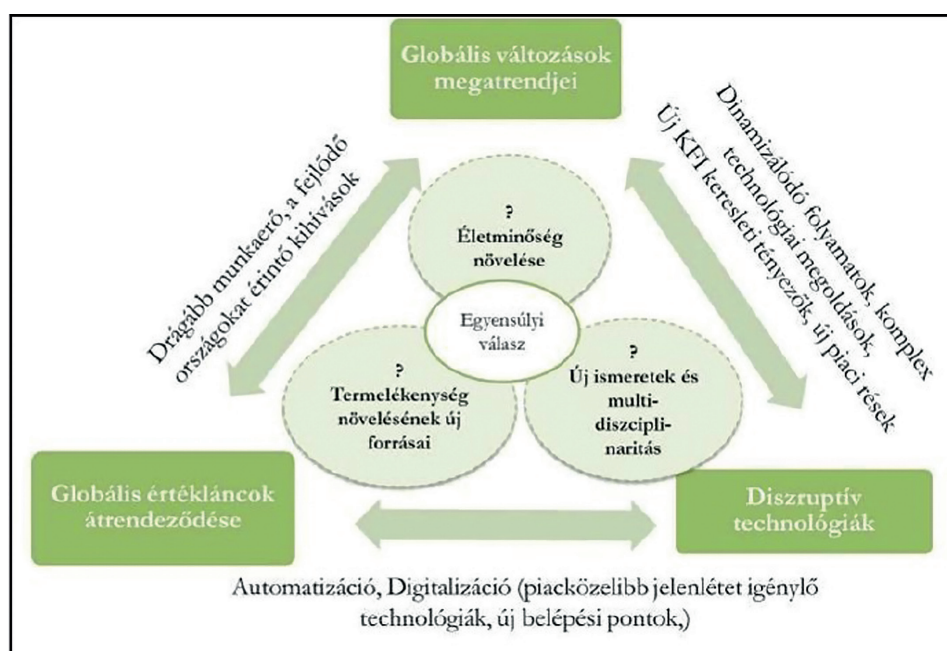 Globális változások
megatrendjei
Drágább munkaerő, a fejlődő
országokat érintő kihívások
Dinamizálódó folyamatok, komplex
technológiai megoldások,
Új KFI keresleti tényezők, új piaci rések
?
Életminőség
növelése
Egyensúlyi
válasz
?
Termelékenység
növelésének új
forrásai
?
Új ismeretek és
multi-
diszcipli-
naritás
Globális értékláncok
átrendeződése
Diszruptív
technológiák
Automatizáció, Digitalizáció (piacközelibb jelenlétet igénylő
technológiák, új belépési pontok,)